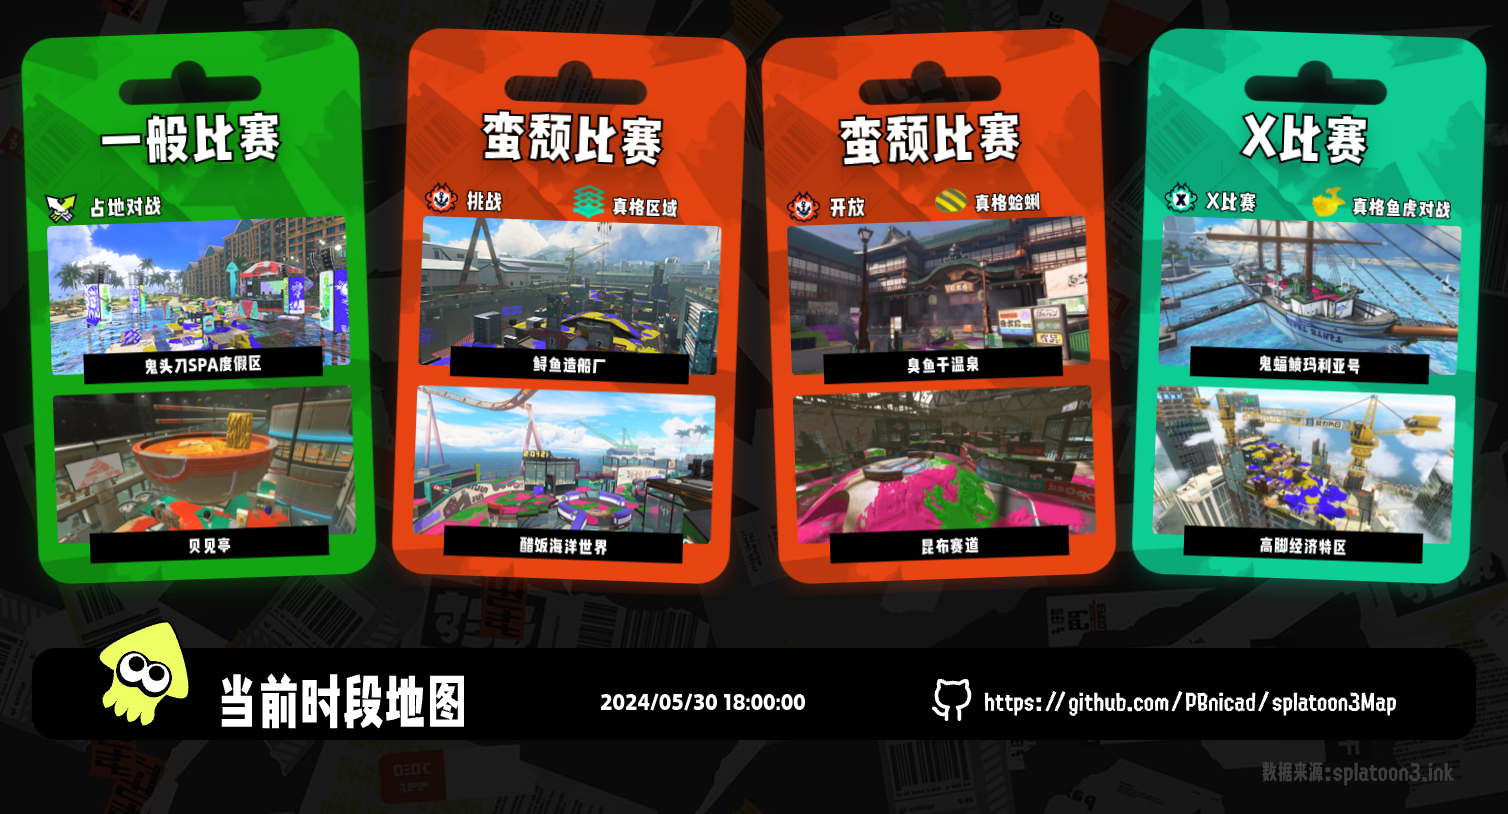 一般比赛
占地对战
鬼头刀SPA度假区
贝见亭
蛮颓比赛
挑战
真格区域
鲟鱼造船厂
醋饭海洋世界
蛮颓比赛
开放
真格蛤蜊
臭鱼干温泉
昆布赛道
X比赛
X比赛
真格鱼虎对战
鬼蝠鲼玛利亚号
高脚经济特区
当前时段地图
2024/05/30 18:00:00
https://github.com/PBnicad/splatoon3Map
数据来源:splatoon3.ink